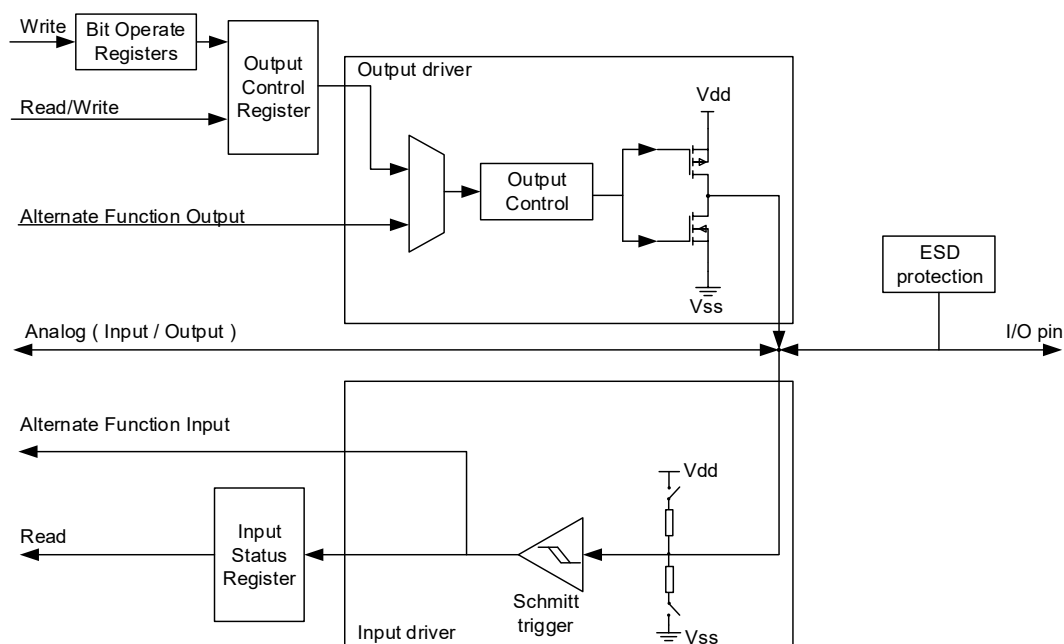 Write
Bit Operate
Registers
Output
Control
Register
Read/Write
Output driver
Vdd
Output
Control
Alternate Function Output
Vss
ESD
protection
Analog ( Input / Output )
I/O pin
Alternate Function Input
Vdd
Read
Input
Status
Register
Schmitt
trigger
Input driver
Vss